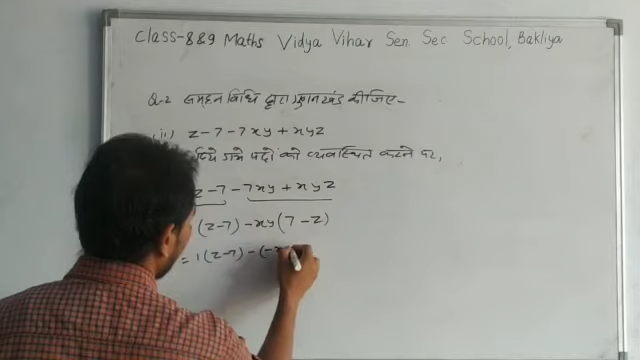 Class-8&9 Maths Vidya Vihar Sen. Sec. School, Bakliya
Q-2 समूहन विधि द्वारा गुणनखंड कीजिए -
z - 7 - 7xy + xyz
दिये गये पदों को व्यवस्थित करने पर,
z - 7 - 7xy + xyz
(z-7) - xy(7-z)
= 1(z-7) - (-x